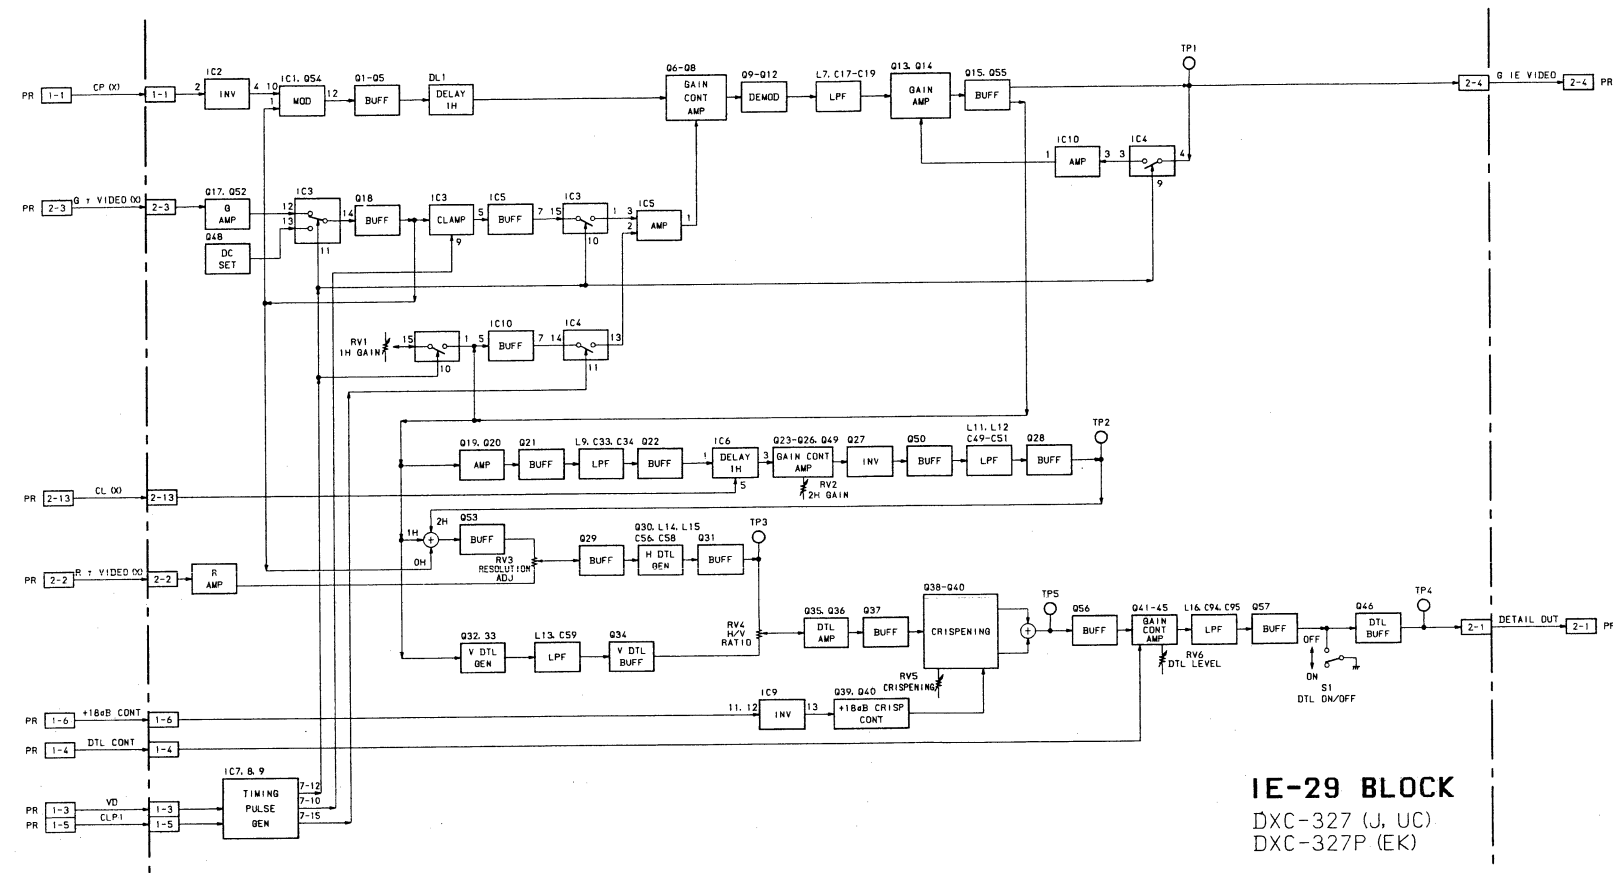 TP1
IC2
IC1, Q54
Q1-Q5
DL1
Q6-Q8
Q9-Q12
L7, C17-C19
Q13, Q14
Q15, Q55
PR 1-1 CP (X) 1-1 2 INV 4 10 1 MOD 12 BUFF DELAY 1H GAIN CONT AMP DEMOD LPF GAIN AMP BUFF 2-4 G IE VIDEO 2-4 PR
IC10
IC4
1 AMP 3 3 4
9
Q17, Q52
IC3
Q18
IC3
IC5
IC3
IC5
PR 2-3 G γ VIDEO (X) 2-3 G AMP 12 13 14 BUFF CLAMP 5 BUFF 7 15 1 3 2 AMP 1
11
9
10
Q48
DC SET
RV1
1H GAIN
15 1 5
10
IC10
BUFF
7 14
IC4
13
11
Q19, Q20
Q21
L9, C33, C34
Q22
IC6
Q23-Q26, Q49
Q27
Q50
L11, L12
C49-C51
Q28
TP2
AMP BUFF LPF BUFF 1 DELAY 1H 3 GAIN CONT AMP INV BUFF LPF BUFF
5
RV2
2H GAIN
PR 2-13 CL (X) 2-13
2H
1H
0H
Q53
BUFF
RV3
RESOLUTION
ADJ
Q29
BUFF
Q30, L14, L15
C56, C58
H DTL
GEN
Q31
BUFF
TP3
PR 2-2 R γ VIDEO (X) 2-2 R AMP
Q32, 33
V DTL
GEN
L13, C59
LPF
Q34
V DTL
BUFF
RV4
H/V
RATIO
Q35, Q36
DTL
AMP
Q37
BUFF
Q38-Q40
CRISPENING
RV5
CRISPENING
TP5
Q56
BUFF
Q41-45
GAIN
CONT
AMP
RV6
DTL LEVEL
L16, C94, C95
LPF
Q57
BUFF
OFF
ON
S1
DTL ON/OFF
Q46
DTL
BUFF
TP4
2-1 DETAIL OUT 2-1
IC9
11, 12 INV 13
Q39, Q40
+18dB CRISP
CONT
PR 1-6 +18dB CONT 1-6
PR 1-4 DTL CONT 1-4
IC7, 8, 9
TIMING
PULSE
GEN
7-12
7-10
7-15
PR 1-3 VD 1-3
PR 1-5 CLP1 1-5
IE-29 BLOCK
DXC-327 (J, UC)
DXC-327P (EK)